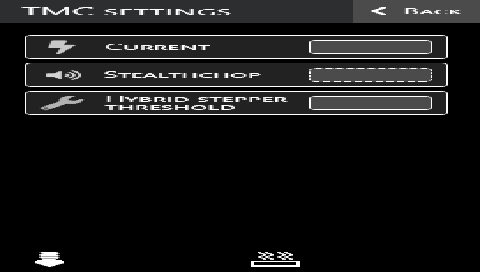 TMC SETTINGS
< BACK
CURRENT
STEALTHCHOP
HYBRID STEPPER
THRESHOLD